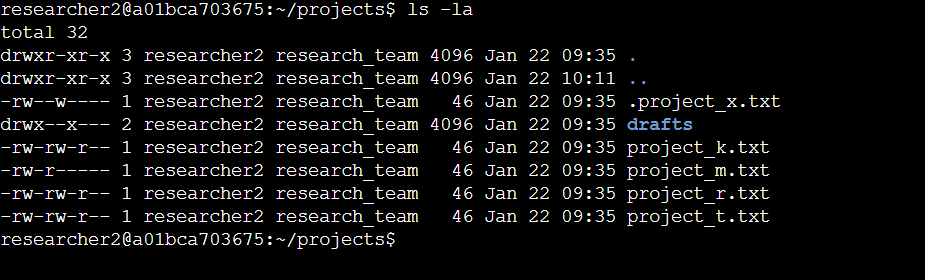 researcher2@a01bca703675:~/projects$ ls -la
total 32
drwxr-xr-x 3 researcher2 research_team 4096 Jan 22 09:35 .
drwxr-xr-x 3 researcher2 research_team 4096 Jan 22 10:11 ..
-rw--w---- 1 researcher2 research_team   46 Jan 22 09:35 .project_x.txt
drwx--x--- 2 researcher2 research_team 4096 Jan 22 09:35 drafts
-rw-rw-r-- 1 researcher2 research_team   46 Jan 22 09:35 project_k.txt
-rw-r----- 1 researcher2 research_team   46 Jan 22 09:35 project_m.txt
-rw-rw-r-- 1 researcher2 research_team   46 Jan 22 09:35 project_r.txt
-rw-rw-r-- 1 researcher2 research_team   46 Jan 22 09:35 project_t.txt
researcher2@a01bca703675:~/projects$